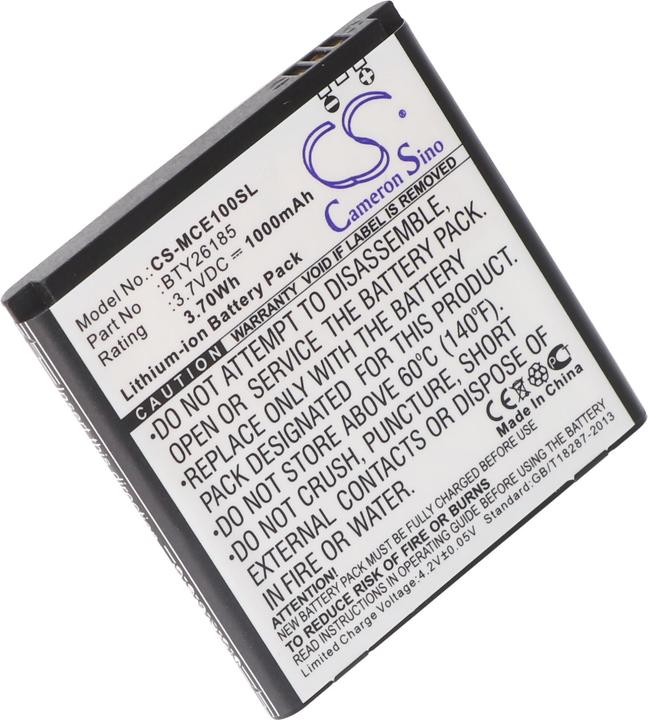 CS
Cameron Sino
Model No.:CS-MCE100SL
Part No :BTY26185
Rating :3.7VDC ⎓ 1000mAh
3.70Wh
Lithium-ion Battery Pack
CAUTION WARRANTY VOID IF THIS LABEL IS REMOVED
*DO NOT ATTEMPT TO DISASSEMBLE,
OPEN OR SERVICE BATTERY PACK.
*REPLACE ONLY WITH THE BATTERY
PACK DESIGNATED FOR THIS PRODUCT.
*DO NOT STORE ABOVE 60°C (140°F).
*DO NOT CRUSH, PUNCTURE, SHORT
EXTERNAL CONTACTS OR DISPOSE OF
IN FIRE OR WATER.
CE
Made in China
ATTENTION!
NEW BATTERY PACK MUST BE FULLY CHARGED BEFORE USE
TO REDUCE RISK OF FIRE OR BURNS.
READ YOUR OPERATING GUIDE BEFORE USING THE BATTERY
Limited Charge Voltage:4.2V±0.05V Standard:GB/T18287-2013